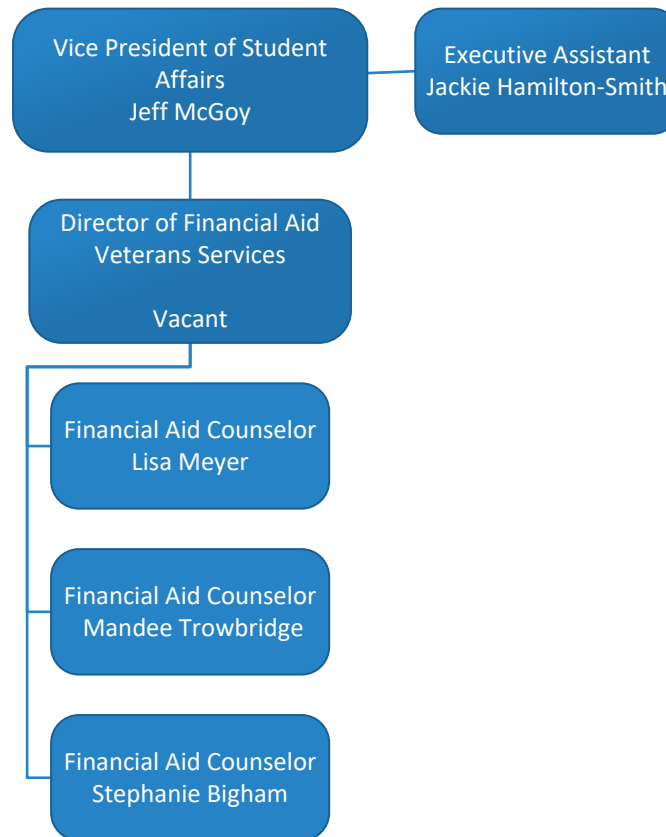 Vice President of Student
Affairs
Jeff McGoy
Executive Assistant
Jackie Hamilton-Smith
Director of Financial Aid
Veterans Services
Vacant
Financial Aid Counselor
Lisa Meyer
Financial Aid Counselor
Mandee Trowbridge
Financial Aid Counselor
Stephanie Bigham